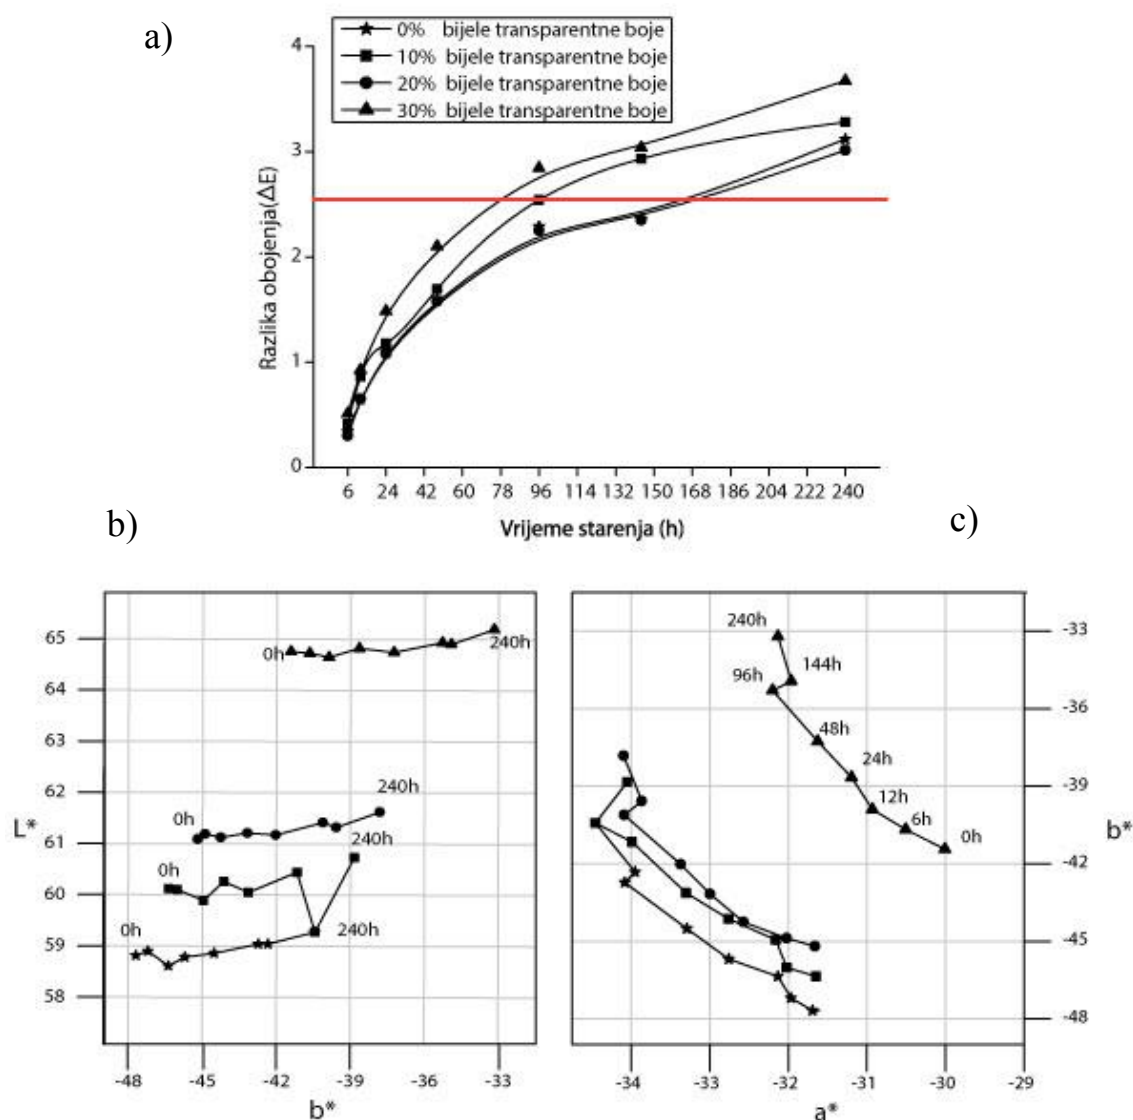 a)
0% bijele transparentne boje
10% bijele transparentne boje
20% bijele transparentne boje
30% bijele transparentne boje
4
3
2
1
0
Razlika obojenja(ΔE)
6 24 42 60 78 96 114 132 150 168 186 204 222 240
Vrijeme starenja (h)
b)
65
64
63
62
61
60
59
58
L*
0h
240h
0h
240h
0h
240h
0h
240h
-48 -45 -42 -39 -36 -33
b*
c)
240h
144h
96h
48h
24h
12h
6h
0h
-33
-36
-39
-42
-45
-48
b*
-34 -33 -32 -31 -30 -29
a*